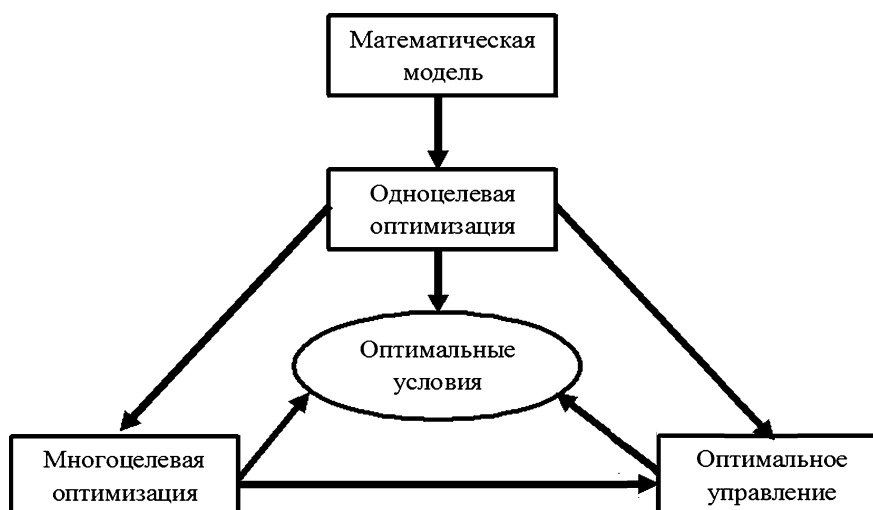 Математическая
модель
Одноцелевая
оптимизация
Оптимальные
условия
Многоцелевая
оптимизация
Оптимальное
управление